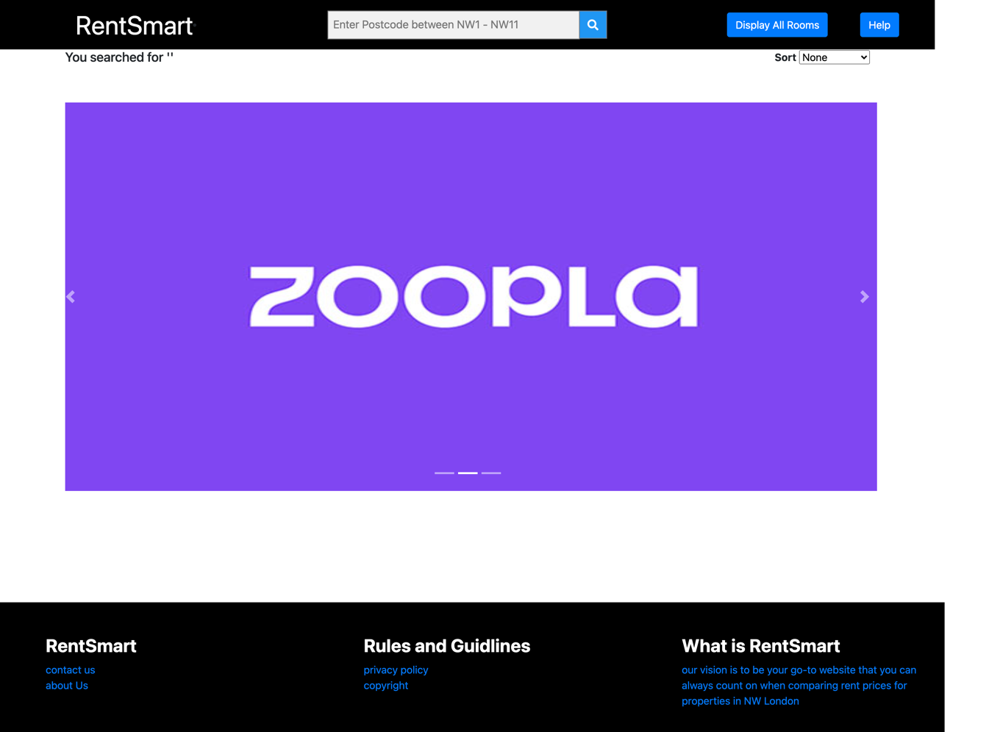 RentSmart
Enter Postcode between NW1 - NW11
Display All Rooms
Help
You searched for ''
Sort None
zoopla
RentSmart
contact us
about Us
Rules and Guidlines
privacy policy
copyright
What is RentSmart
our vision is to be your go-to website that you can
always count on when comparing rent prices for
properties in NW London